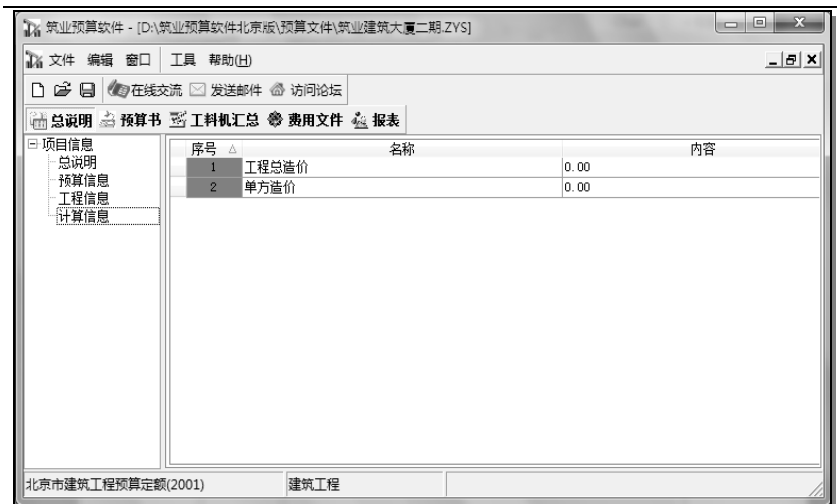 筑业预算软件 - [D:\筑业预算软件北京版\预算文件\筑业建筑大厦二期.ZYS]
文件 编辑 窗口 工具 帮助(H)
在线交流 发送邮件 访问论坛
总说明 预算书 工料机汇总 费用文件 报表
项目信息
总说明
预算信息
工程信息
计算信息
序号 名称 内容
1 工程总造价 0.00
2 单方造价 0.00
北京市建筑工程预算定额(2001) 建筑工程